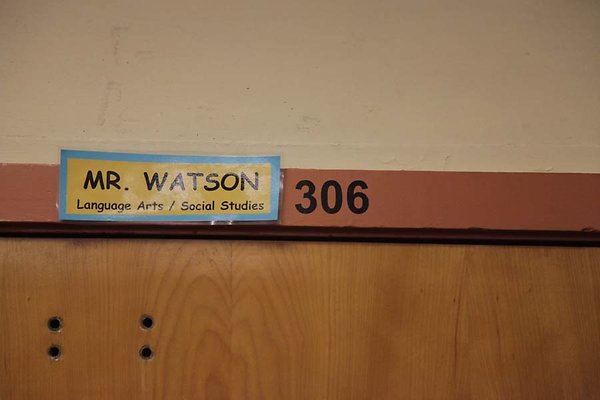 MR. WATSON
Language Arts / Social Studies
306